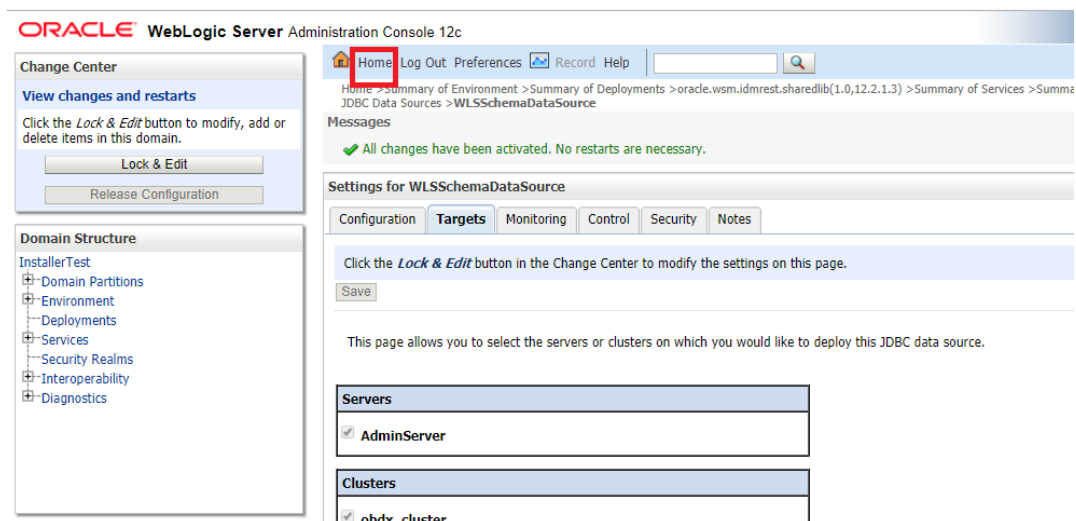 ORACLE WebLogic Server Administration Console 12c
Change Center
View changes and restarts
Click the Lock & Edit button to modify, add or
delete items in this domain.
Lock & Edit
Release Configuration
Domain Structure
InstallerTest
Domain Partitions
Environment
Deployments
Services
Security Realms
Interoperability
Diagnostics
Home Log Out Preferences Record Help
Home >Summary of Environment >Summary of Deployments >oracle.wsm.idmrest.sharedlib(1.0,12.2.1.3) >Summary of Services >Summa
JDBC Data Sources >WLSSchemaDataSource
Messages
All changes have been activated. No restarts are necessary.
Settings for WLSSchemaDataSource
Configuration Targets Monitoring Control Security Notes
Click the Lock & Edit button in the Change Center to modify the settings on this page.
Save
This page allows you to select the servers or clusters on which you would like to deploy this JDBC data source.
Servers
AdminServer
Clusters
obdx_cluster